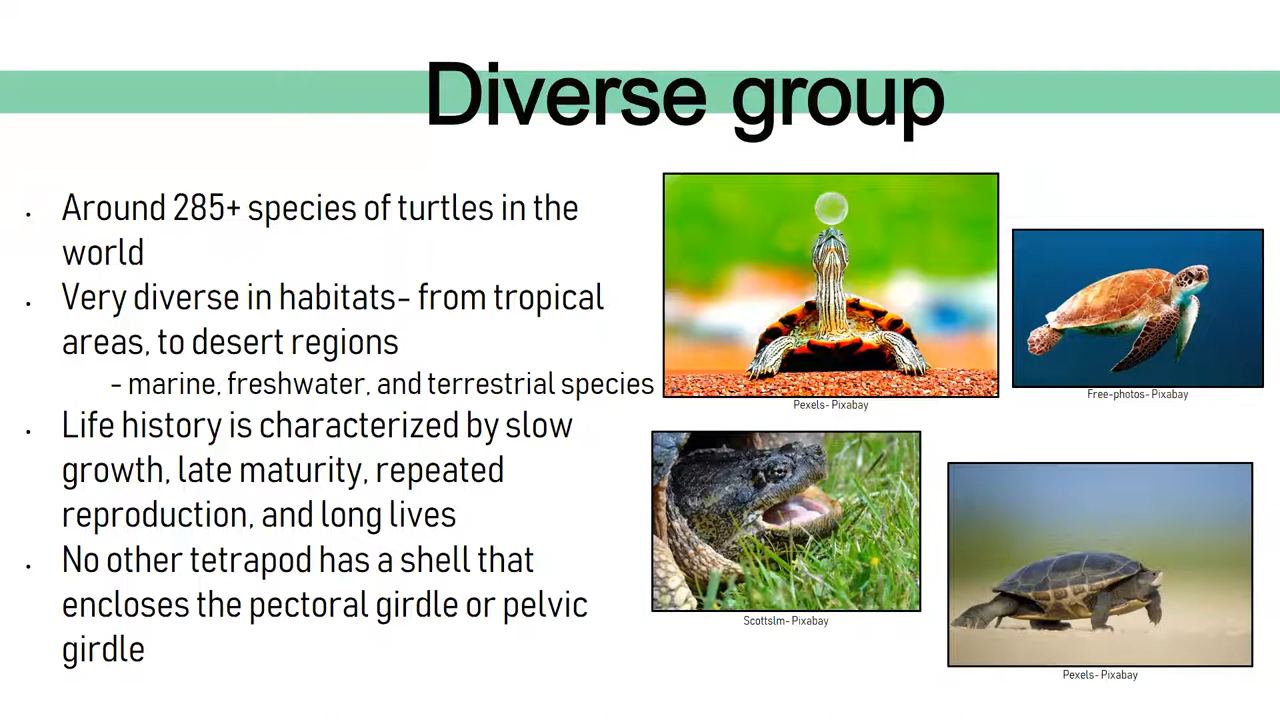 Diverse group
• Around 285+ species of turtles in the
world
• Very diverse in habitats- from tropical
areas, to desert regions
- marine, freshwater, and terrestrial species
• Life history is characterized by slow
growth, late maturity, repeated
reproduction, and long lives
• No other tetrapod has a shell that
encloses the pectoral girdle or pelvic
girdle
Pexels- Pixabay
Free-photos- Pixabay
Scottslm- Pixabay
Pexels- Pixabay